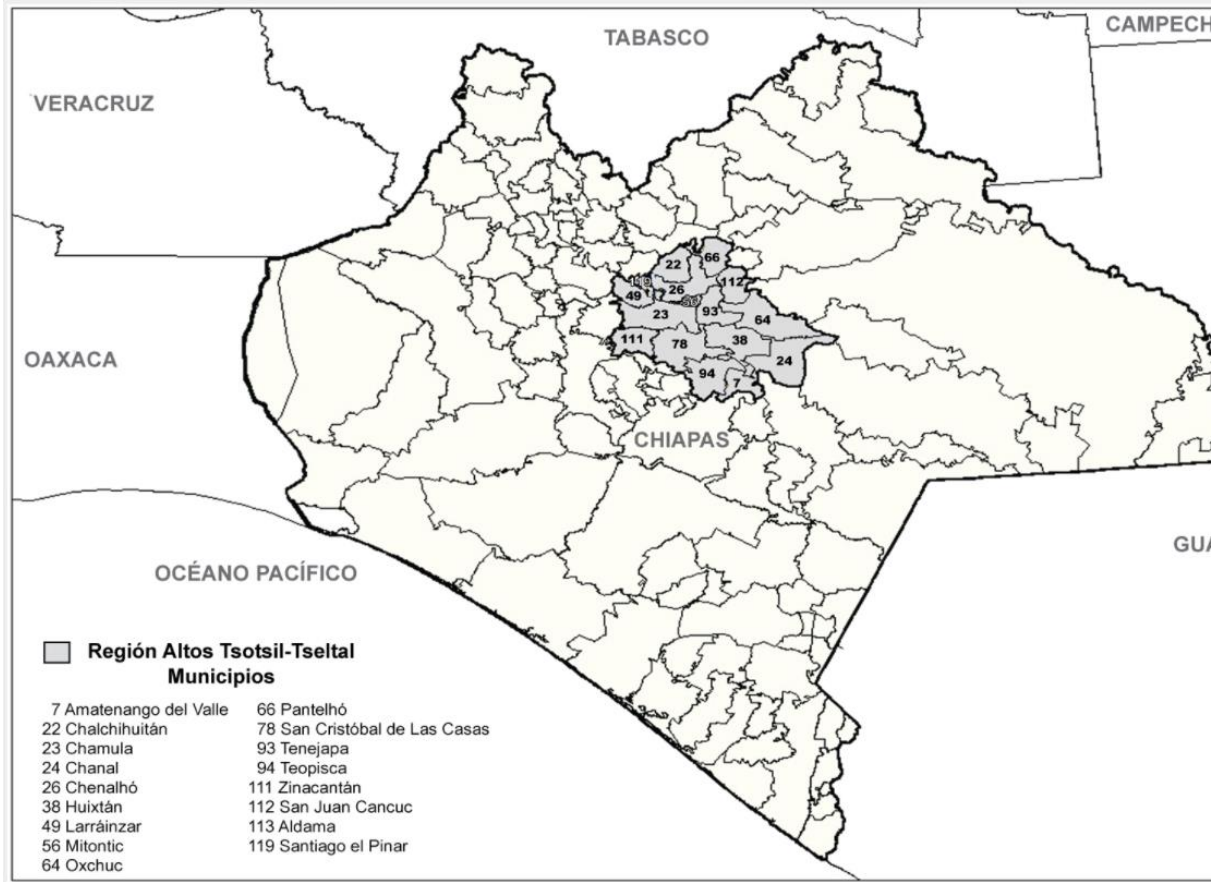 TABASCO
CAMPECH
VERACRUZ
22
66
119
112
49
26
56
93
23
64
111
78
38
24
94
7
OAXACA
CHIAPAS
GUA
OCÉANO PACÍFICO
Región Altos Tsotsil-Tseltal
Municipios
7 Amatenango del Valle
22 Chalchihuitán
23 Chamula
24 Chanal
26 Chenalhó
38 Huixtán
49 Larráinzar
56 Mitontic
64 Oxchuc
66 Pantelhó
78 San Cristóbal de Las Casas
93 Tenejapa
94 Teopisca
111 Zinacantán
112 San Juan Cancuc
113 Aldama
119 Santiago el Pinar